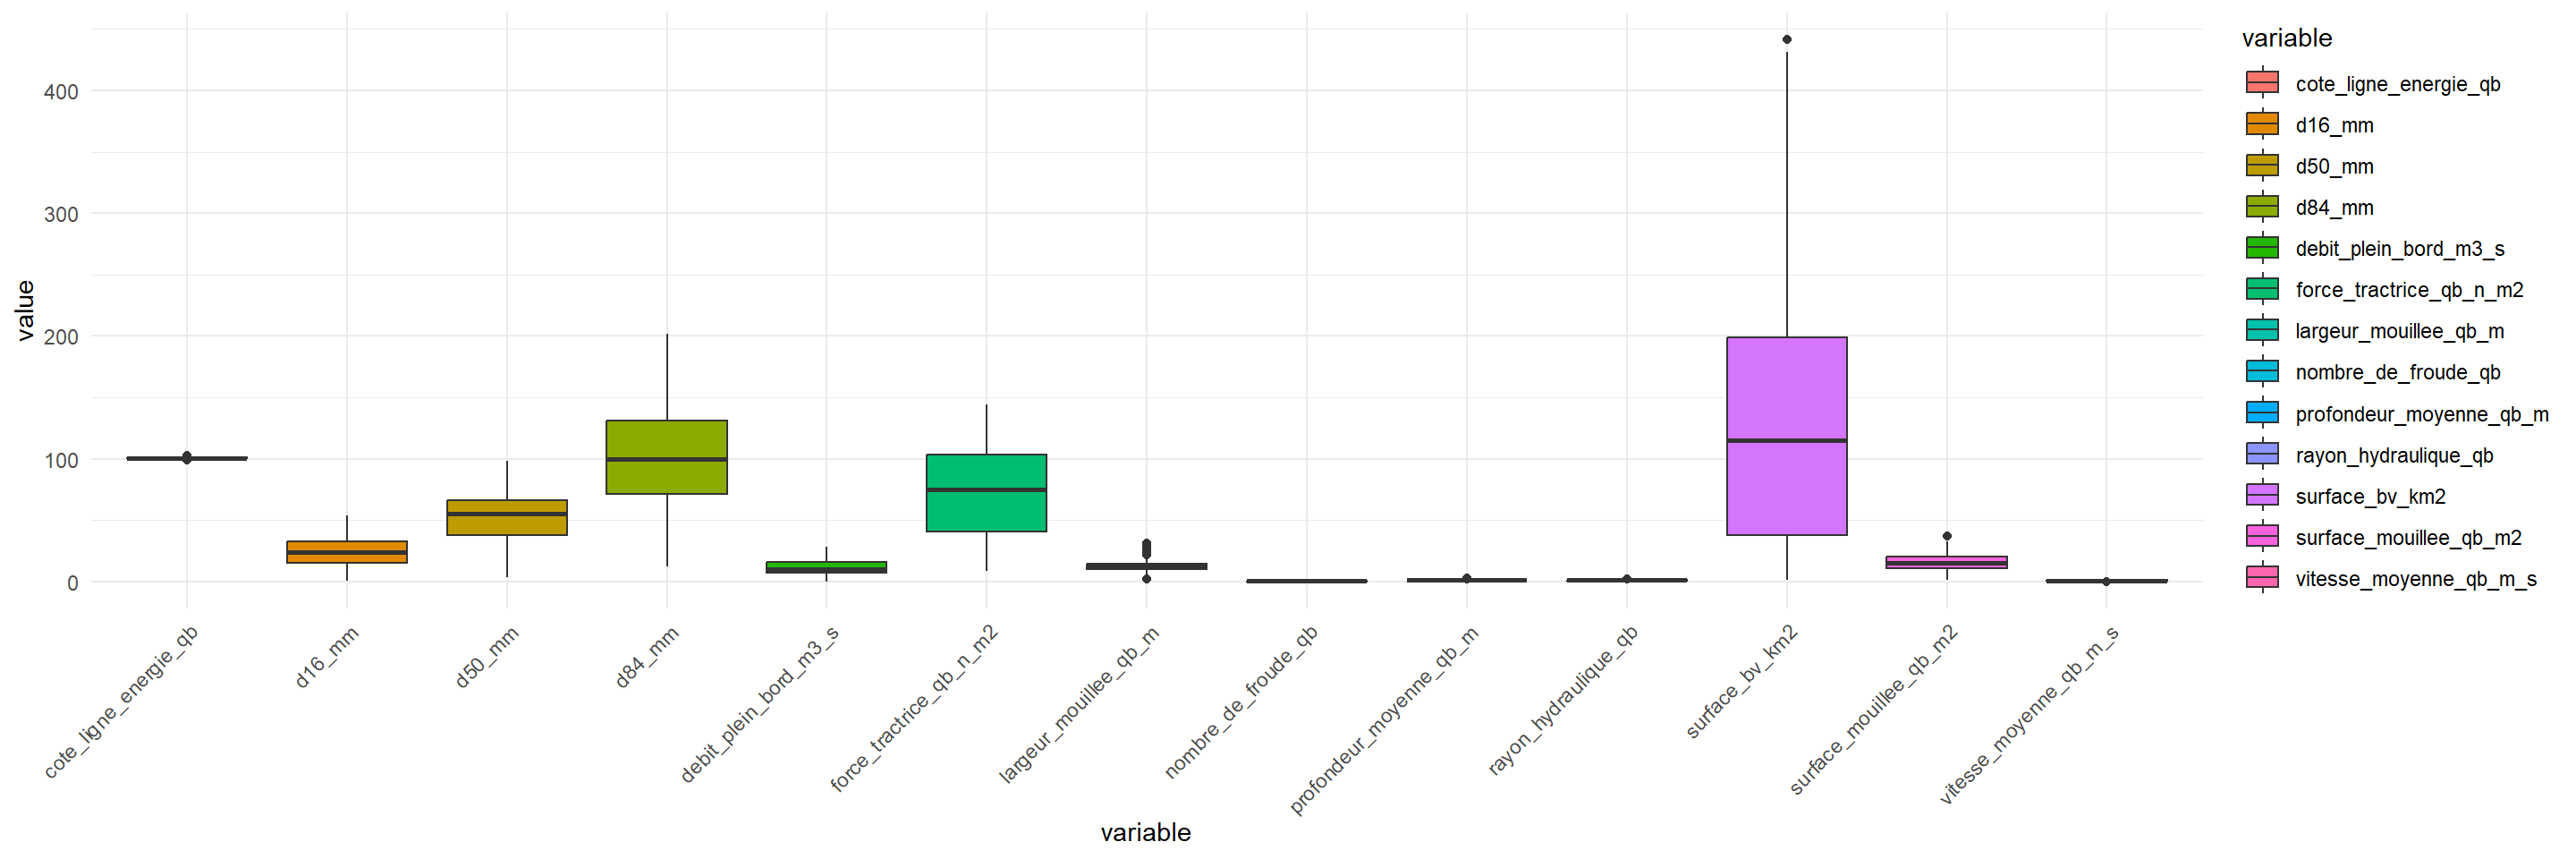 value
400
300
200
100
0
cote_ligne_energie_qb
d16_mm
d50_mm
d84_mm
debit_plein_bord_m3_s
force_tractrice_qb_n_m2
largeur_mouillee_qb_m
nombre_de_froude_qb
profondeur_moyenne_qb_m
rayon_hydraulique_qb
surface_bv_km2
surface_mouillee_qb_m2
vitesse_moyenne_qb_m_s
variable
variable
cote_ligne_energie_qb
d16_mm
d50_mm
d84_mm
debit_plein_bord_m3_s
force_tractrice_qb_n_m2
largeur_mouillee_qb_m
nombre_de_froude_qb
profondeur_moyenne_qb_m
rayon_hydraulique_qb
surface_bv_km2
surface_mouillee_qb_m2
vitesse_moyenne_qb_m_s